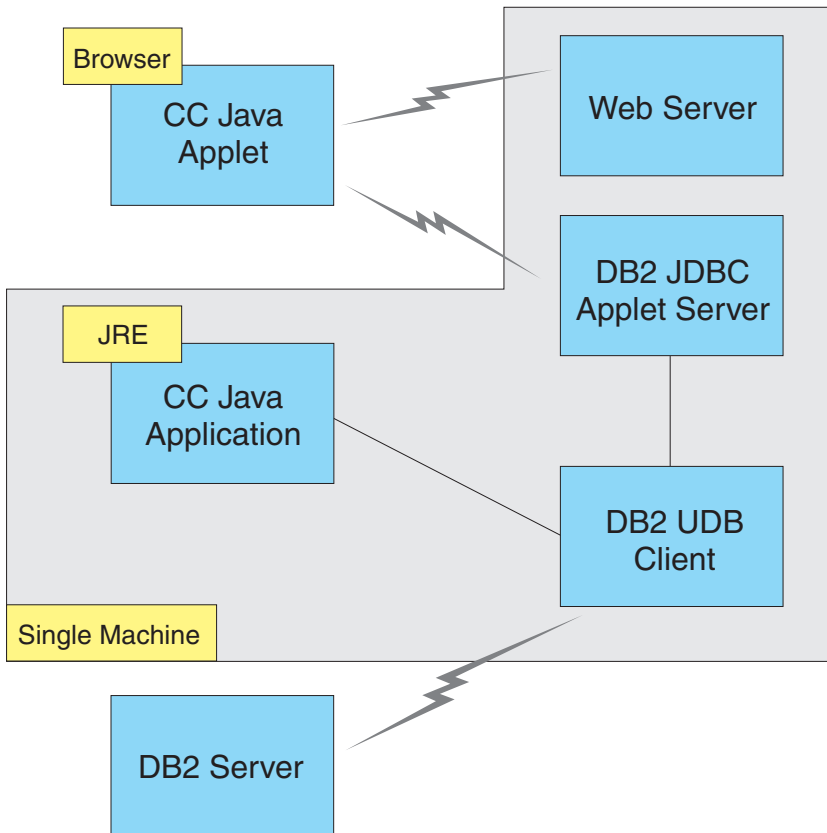 Browser
CC Java
Applet
Web Server
DB2 JDBC
Applet Server
JRE
CC Java
Application
DB2 UDB
Client
Single Machine
DB2 Server